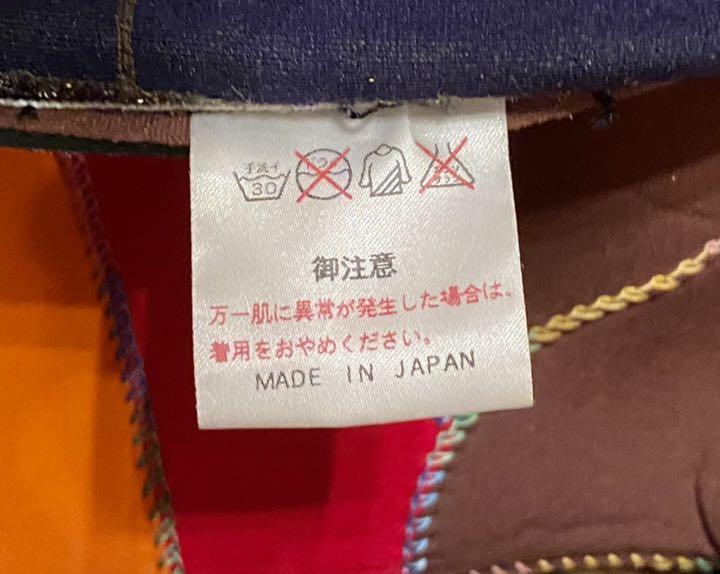 手洗イ
30
御注意
万一肌に異常が発生した場合は、
着用をおやめください。
MADE IN JAPAN